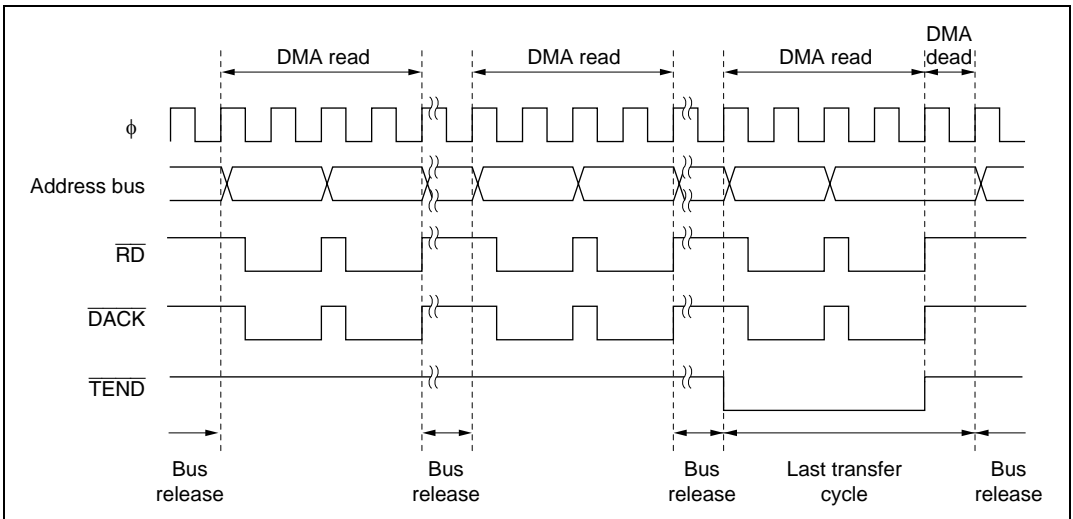 DMA read
DMA read
DMA read
DMA
dead
ϕ
Address bus
RD
DACK
TEND
Bus
release
Bus
release
Bus
release
Last transfer
cycle
Bus
release